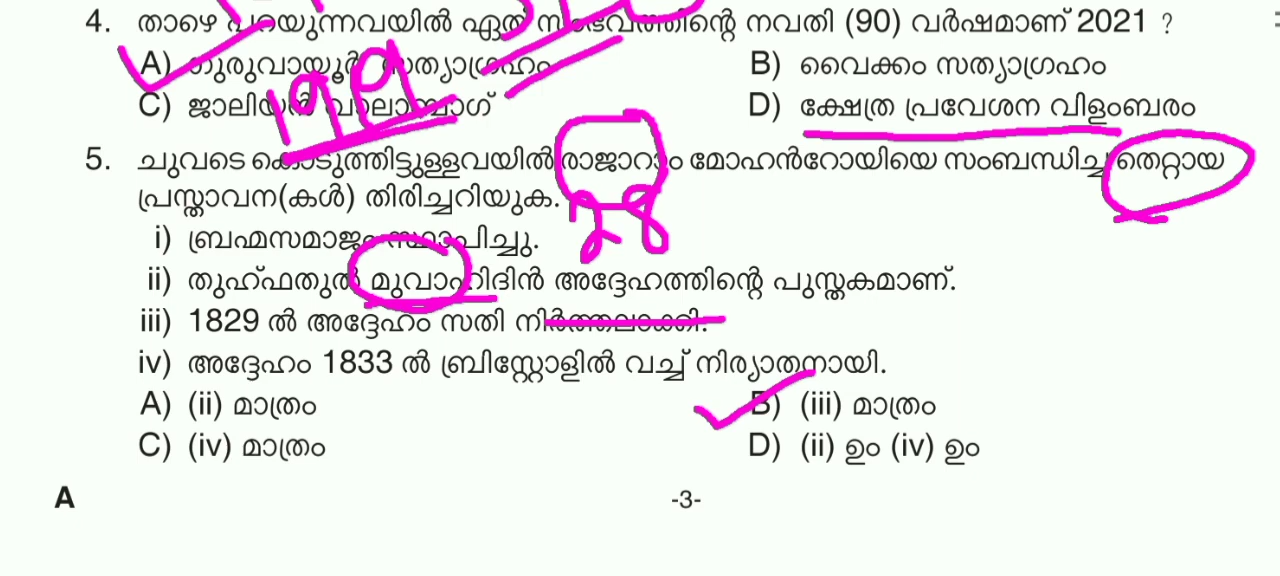 4. താഴെ പറയുന്നവയിൽ ഏത് സംഭവത്തിന്റെ നവതി (90) വർഷമാണ് 2021 ?
A) ഗുരുവായൂർ സത്യാഗ്രഹം B) വൈക്കം സത്യാഗ്രഹം
C) ജാലിയൻ വാലാബാഗ് D) ക്ഷേത്ര പ്രവേശന വിളംബരം
1919
5. ചുവടെ കൊടുത്തിട്ടുള്ളവയിൽ രാജാറാം മോഹൻറോയിയെ സംബന്ധിച്ച തെറ്റായ
പ്രസ്താവന(കൾ) തിരിച്ചറിയുക.
28
i) ബ്രഹ്മസമാജം സ്ഥാപിച്ചു.
ii) തുഹ്ഫതുൽ മുവാഹിദിൻ അദ്ദേഹത്തിന്റെ പുസ്തകമാണ്.
iii) 1829 ൽ അദ്ദേഹം സതി നിർത്തലാക്കി.
iv) അദ്ദേഹം 1833 ൽ ബ്രിസ്റ്റോളിൽ വച്ച് നിര്യാതനായി.
A) (ii) മാത്രം B) (iii) മാത്രം
C) (iv) മാത്രം D) (ii) ഉം (iv) ഉം
A -3-